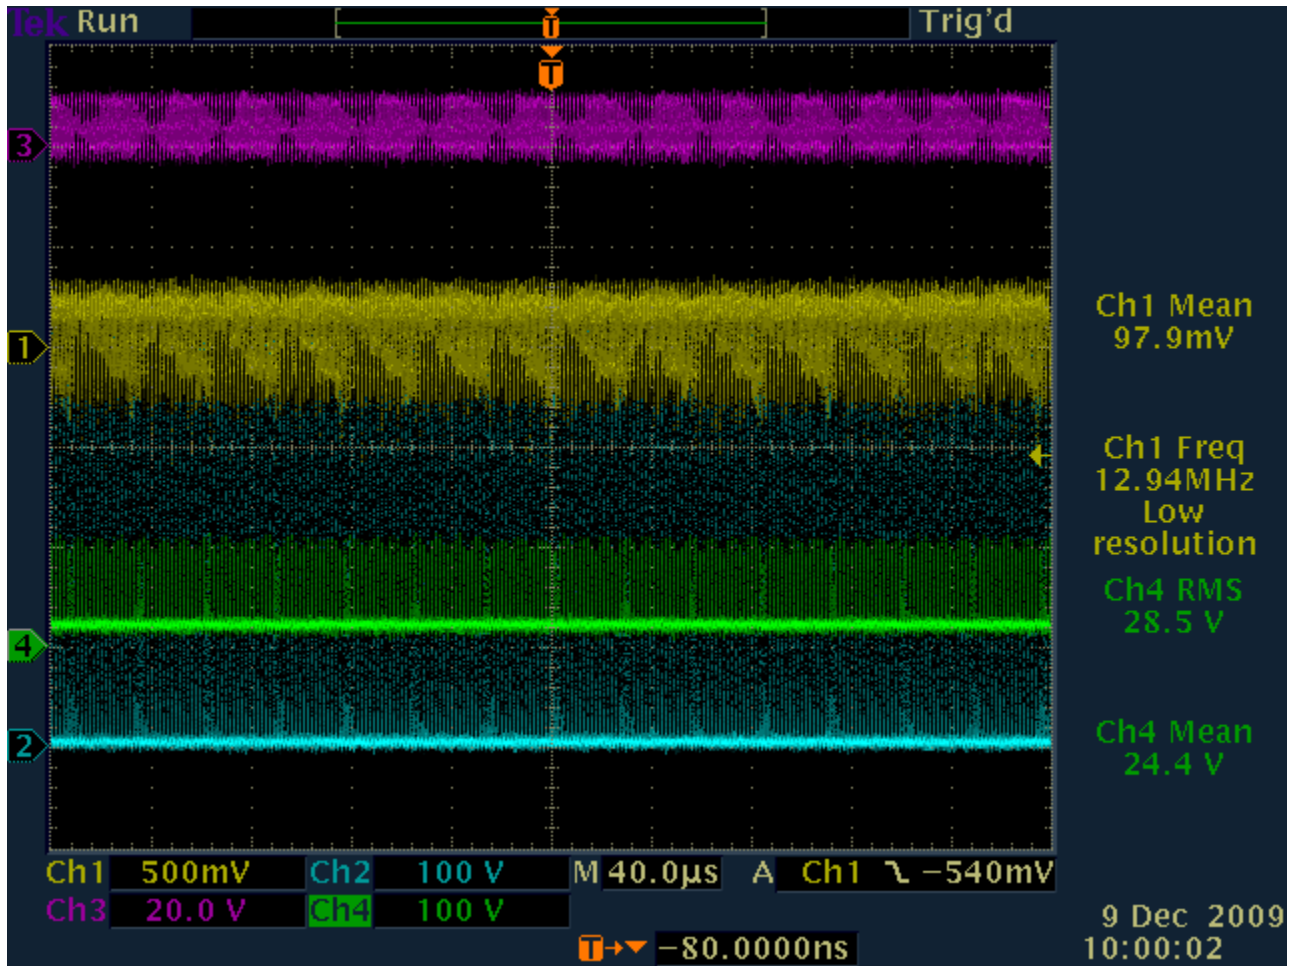 Tek Run Trig'd
T
T
3
1
4
2
Ch1 Mean
97.9mV
Ch1 Freq
12.94MHz
Low
resolution
Ch4 RMS
28.5 V
Ch4 Mean
24.4 V
Ch1 500mV Ch2 100 V M 40.0µs A Ch1 -540mV
Ch3 20.0 V Ch4 100 V
T -80.0000ns
9 Dec 2009
10:00:02